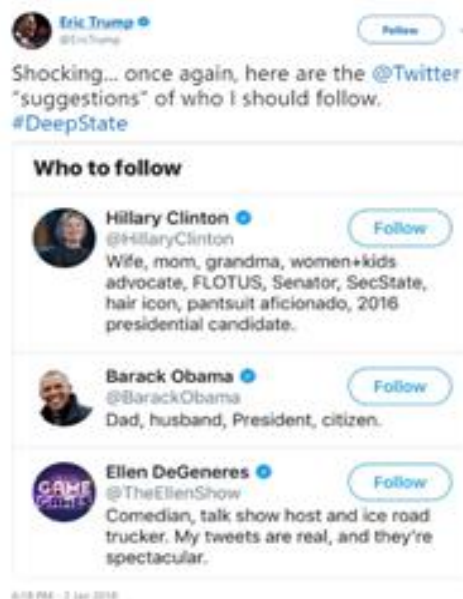 Eric Trump
@EricTrump
Follow
Shocking... once again, here are the @Twitter
"suggestions" of who I should follow.
#DeepState
Who to follow
Hillary Clinton
@HillaryClinton
Follow
Wife, mom, grandma, women+kids
advocate, FLOTUS, Senator, SecState,
hair icon, pantsuit aficionado, 2016
presidential candidate.
Barack Obama
@BarackObama
Follow
Dad, husband, President, citizen.
GAME
GAMES
Ellen DeGeneres
@TheEllenShow
Follow
Comedian, talk show host and ice road
trucker. My tweets are real, and they're
spectacular.